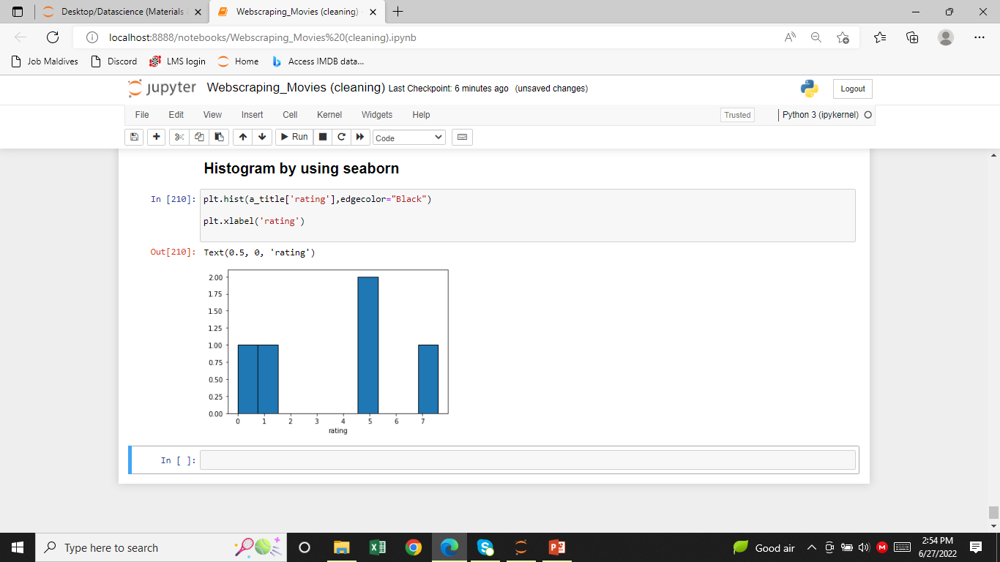 Desktop/Datascience (Materials
Webscraping_Movies (cleaning)
localhost:8888/notebooks/Webscraping_Movies%20(cleaning).ipynb
Job Maldives
Discord
LMS login
Home
Access IMDB data...
jupyter
Webscraping_Movies (cleaning) Last Checkpoint: 6 minutes ago (unsaved changes)
Logout
File Edit View Insert Cell Kernel Widgets Help
Trusted
Python 3 (ipykernel)
Run
Code
Histogram by using seaborn
In [210]: plt.hist(a_title['rating'],edgecolor="Black")
plt.xlabel('rating')
Out[210]: Text(0.5, 0, 'rating')
2.00
1.75
1.50
1.25
1.00
0.75
0.50
0.25
0.00
0 1 2 3 4 5 6 7
rating
In [ ]:
Type here to search
Good air
2:54 PM
6/27/2022